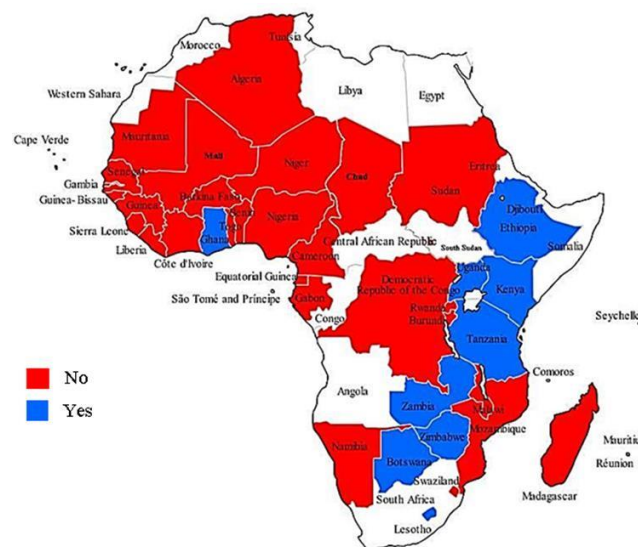 Tunisia
Morocco
Algeria
Libya
Egypt
Western Sahara
Cape Verde
Mauritania
Mali
Niger
Chad
Sudan
Eritrea
Senegal
Gambia
Guinea- Bissau
Guinea
Burkina Faso
Benin
Togo
Ghana
Nigeria
Djibouti
Ethiopia
Somalia
Sierra Leone
Liberia
Côte d'Ivoire
Cameroon
Central African Republic
South Sudan
Equatorial Guinea
São Tomé and Príncipe
Gabon
Congo
Democratic
Republic of the Congo
Uganda
Kenya
Rwanda
Burundi
Tanzania
Seychelle
No
Yes
Angola
Zambia
Malawi
Mozambique
Comoros
Zimbabwe
Namibia
Botswana
Swaziland
South Africa
Lesotho
Madagascar
Mauritiu
Réunion